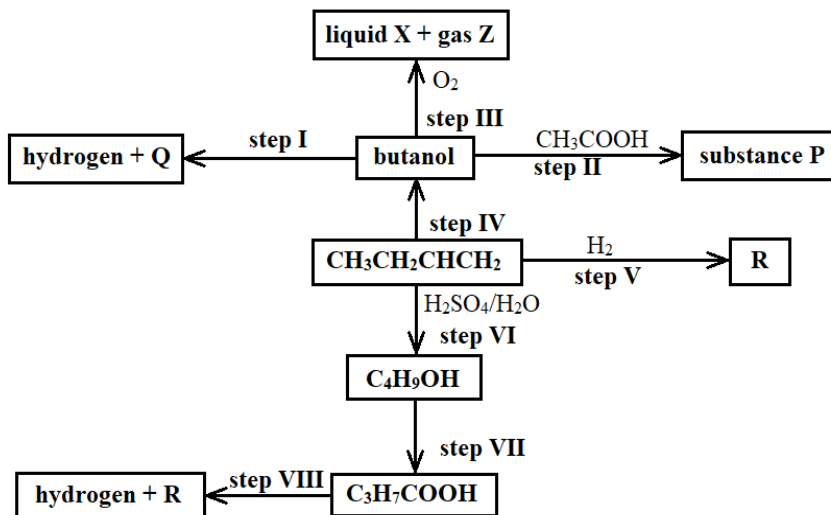 liquid X + gas Z
O₂
step III
step I
CH₃COOH
hydrogen + Q
butanol
step II
substance P
step IV
H₂
CH₃CH₂CHCH₂
step V
R
H₂SO₄/H₂O
step VI
C₄H₉OH
step VII
step VIII
hydrogen + R
C₃H₇COOH